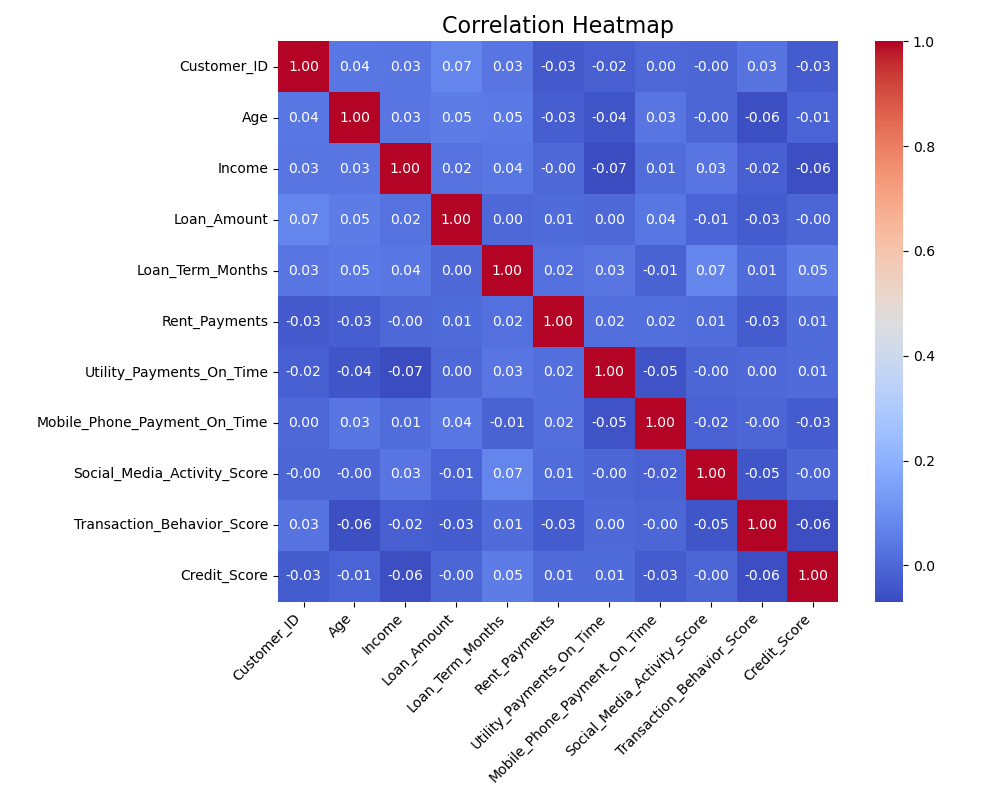 Correlation Heatmap
Customer_ID 1.00 0.04 0.03 0.07 0.03 -0.03 -0.02 0.00 -0.00 0.03 -0.03
Age 0.04 1.00 0.03 0.05 0.05 -0.03 -0.04 0.03 -0.00 -0.06 -0.01
Income 0.03 0.03 1.00 0.02 0.04 -0.00 -0.07 0.01 0.03 -0.02 -0.06
Loan_Amount 0.07 0.05 0.02 1.00 0.00 0.01 0.00 0.04 -0.01 -0.03 -0.00
Loan_Term_Months 0.03 0.05 0.04 0.00 1.00 0.02 0.03 -0.01 0.07 0.01 0.05
Rent_Payments -0.03 -0.03 -0.00 0.01 0.02 1.00 0.02 0.02 0.01 -0.03 0.01
Utility_Payments_On_Time -0.02 -0.04 -0.07 0.00 0.03 0.02 1.00 -0.05 -0.00 0.00 0.01
Mobile_Phone_Payment_On_Time 0.00 0.03 0.01 0.04 -0.01 0.02 -0.05 1.00 -0.02 -0.00 -0.03
Social_Media_Activity_Score -0.00 -0.00 0.03 -0.01 0.07 0.01 -0.00 -0.02 1.00 -0.05 -0.00
Transaction_Behavior_Score 0.03 -0.06 -0.02 -0.03 0.01 -0.03 0.00 -0.00 -0.05 1.00 -0.06
Credit_Score -0.03 -0.01 -0.06 -0.00 0.05 0.01 0.01 -0.03 -0.00 -0.06 1.00
Customer_ID
Age
Income
Loan_Amount
Loan_Term_Months
Rent_Payments
Utility_Payments_On_Time
Mobile_Phone_Payment_On_Time
Social_Media_Activity_Score
Transaction_Behavior_Score
Credit_Score
1.0
0.8
0.6
0.4
0.2
0.0